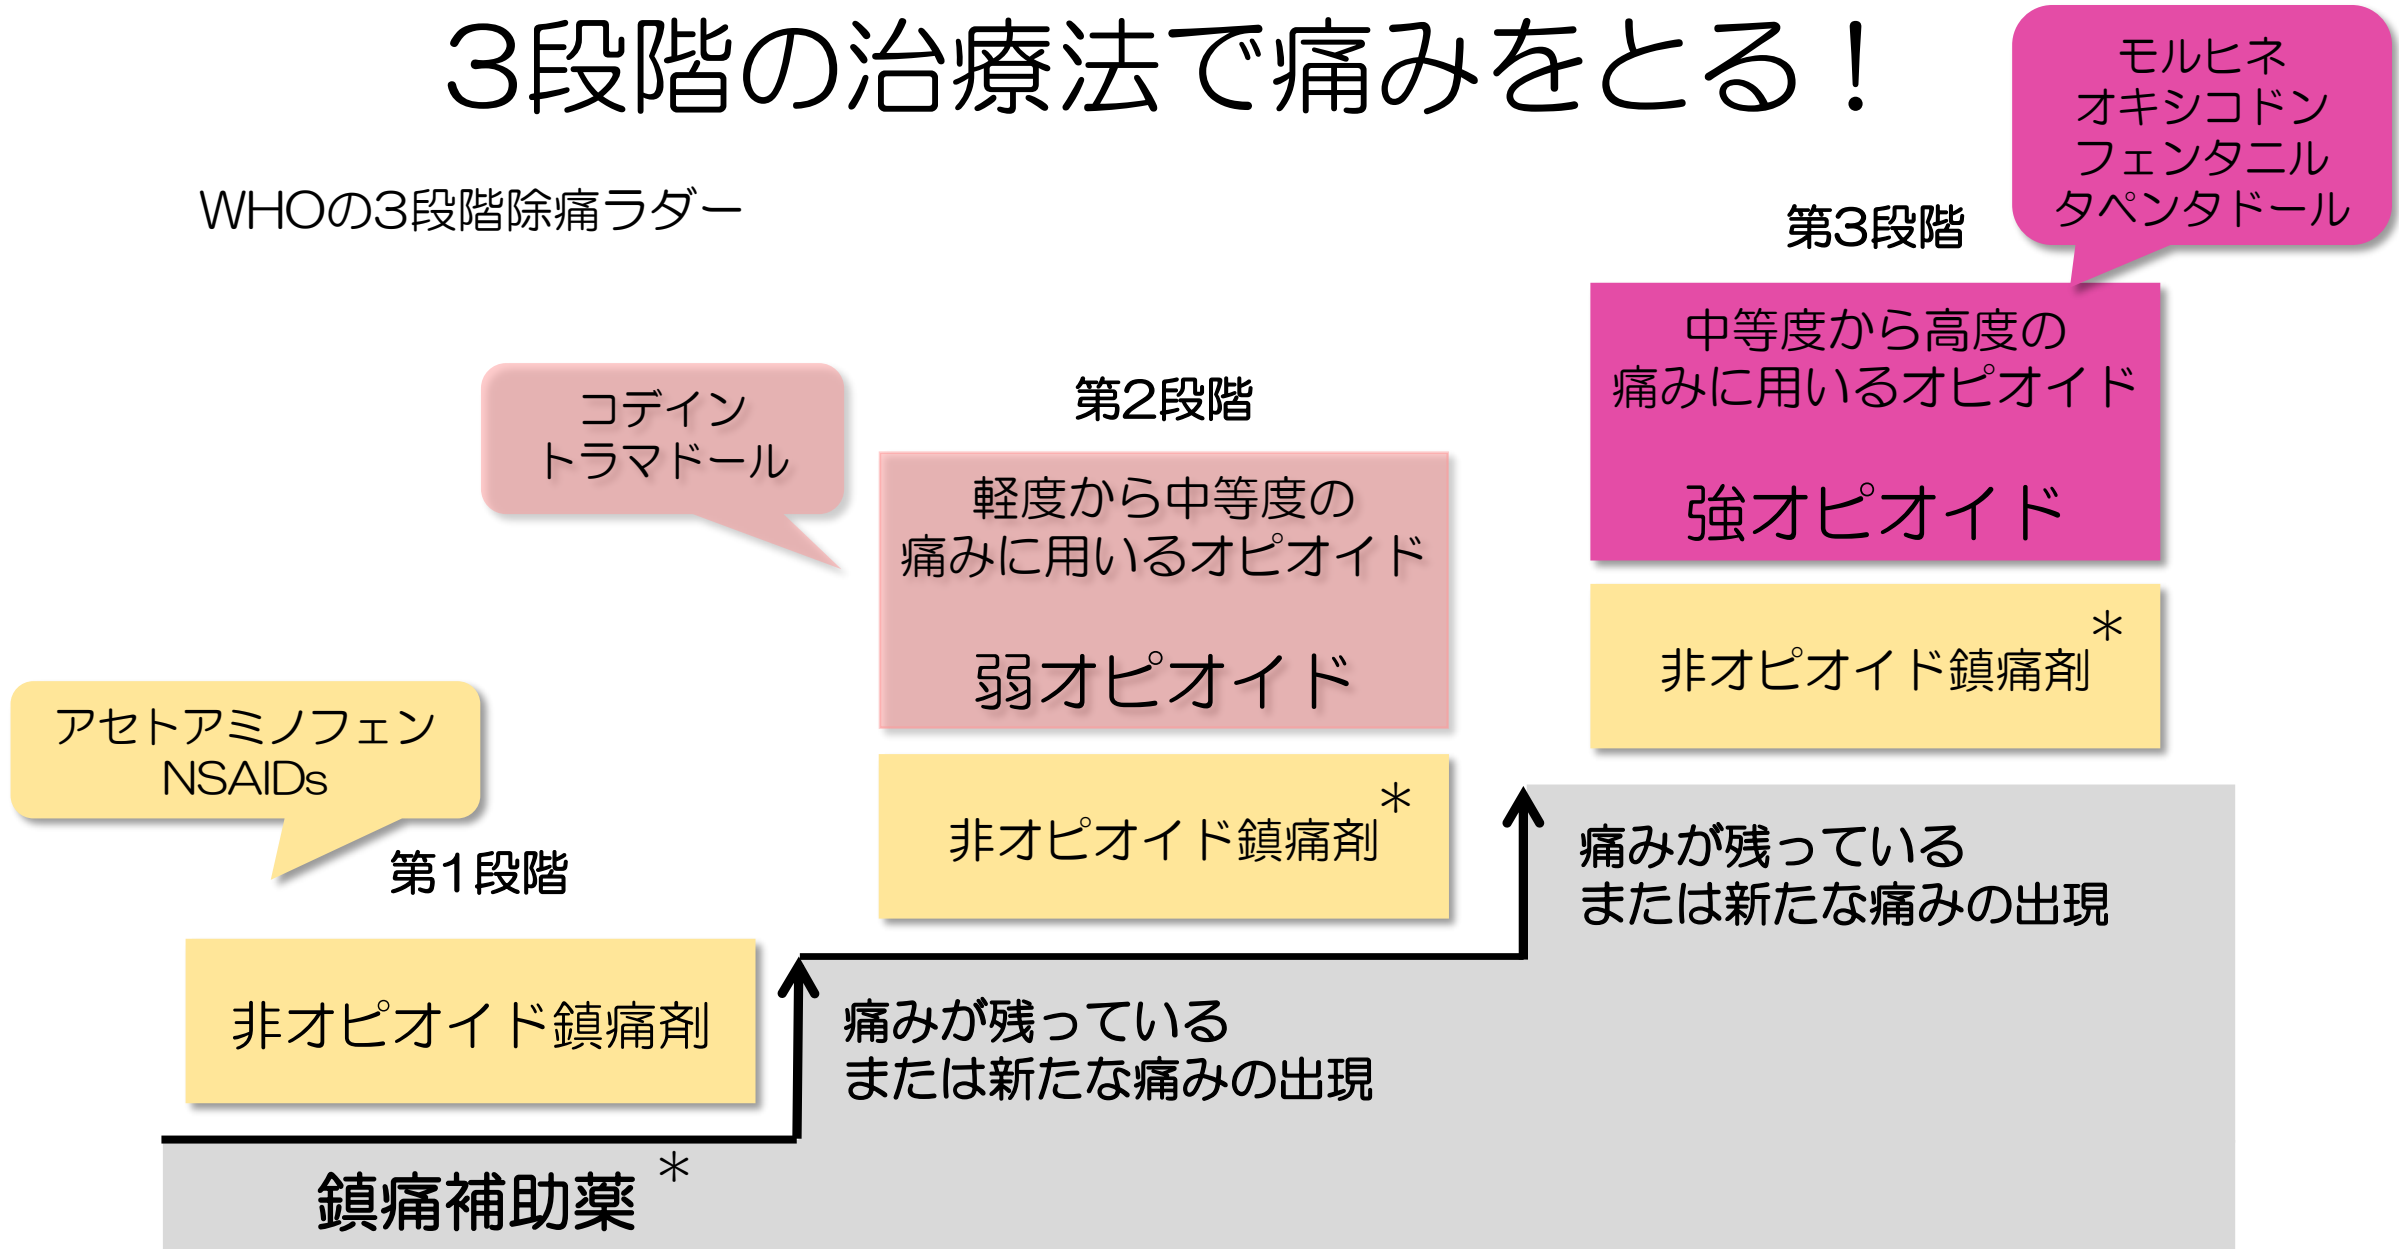 3段階の治療法で痛みをとる！
WHOの3段階除痛ラダー
モルヒネ
オキシコドン
フェンタニル
タペンタドール
第3段階
中等度から高度の
痛みに用いるオピオイド
強オピオイド
非オピオイド鎮痛剤＊
コデイン
トラマドール
第2段階
軽度から中等度の
痛みに用いるオピオイド
弱オピオイド
非オピオイド鎮痛剤＊
アセトアミノフェン
NSAIDs
第1段階
非オピオイド鎮痛剤
痛みが残っている
または新たな痛みの出現
痛みが残っている
または新たな痛みの出現
鎮痛補助薬＊